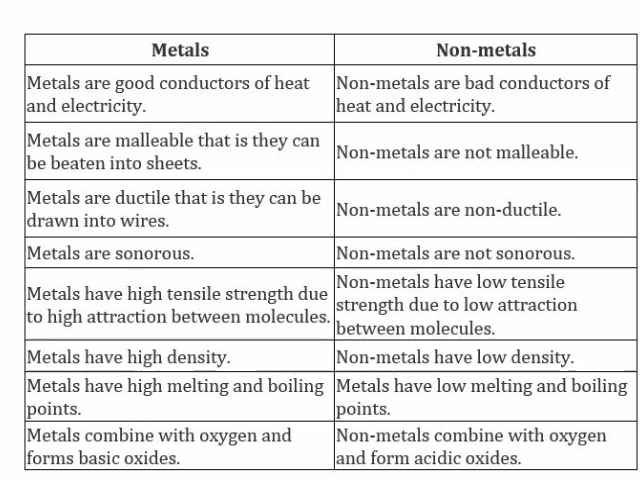 Metals
Non-metals
Metals are good conductors of heat
and electricity.
Non-metals are bad conductors of
heat and electricity.
Metals are malleable that is they can
be beaten into sheets.
Non-metals are not malleable.
Metals are ductile that is they can be
drawn into wires.
Non-metals are non-ductile.
Metals are sonorous.
Non-metals are not sonorous.
Metals have high tensile strength due
to high attraction between molecules.
Non-metals have low tensile
strength due to low attraction
between molecules.
Metals have high density.
Non-metals have low density.
Metals have high melting and boiling
points.
Metals have low melting and boiling
points.
Metals combine with oxygen and
forms basic oxides.
Non-metals combine with oxygen
and form acidic oxides.